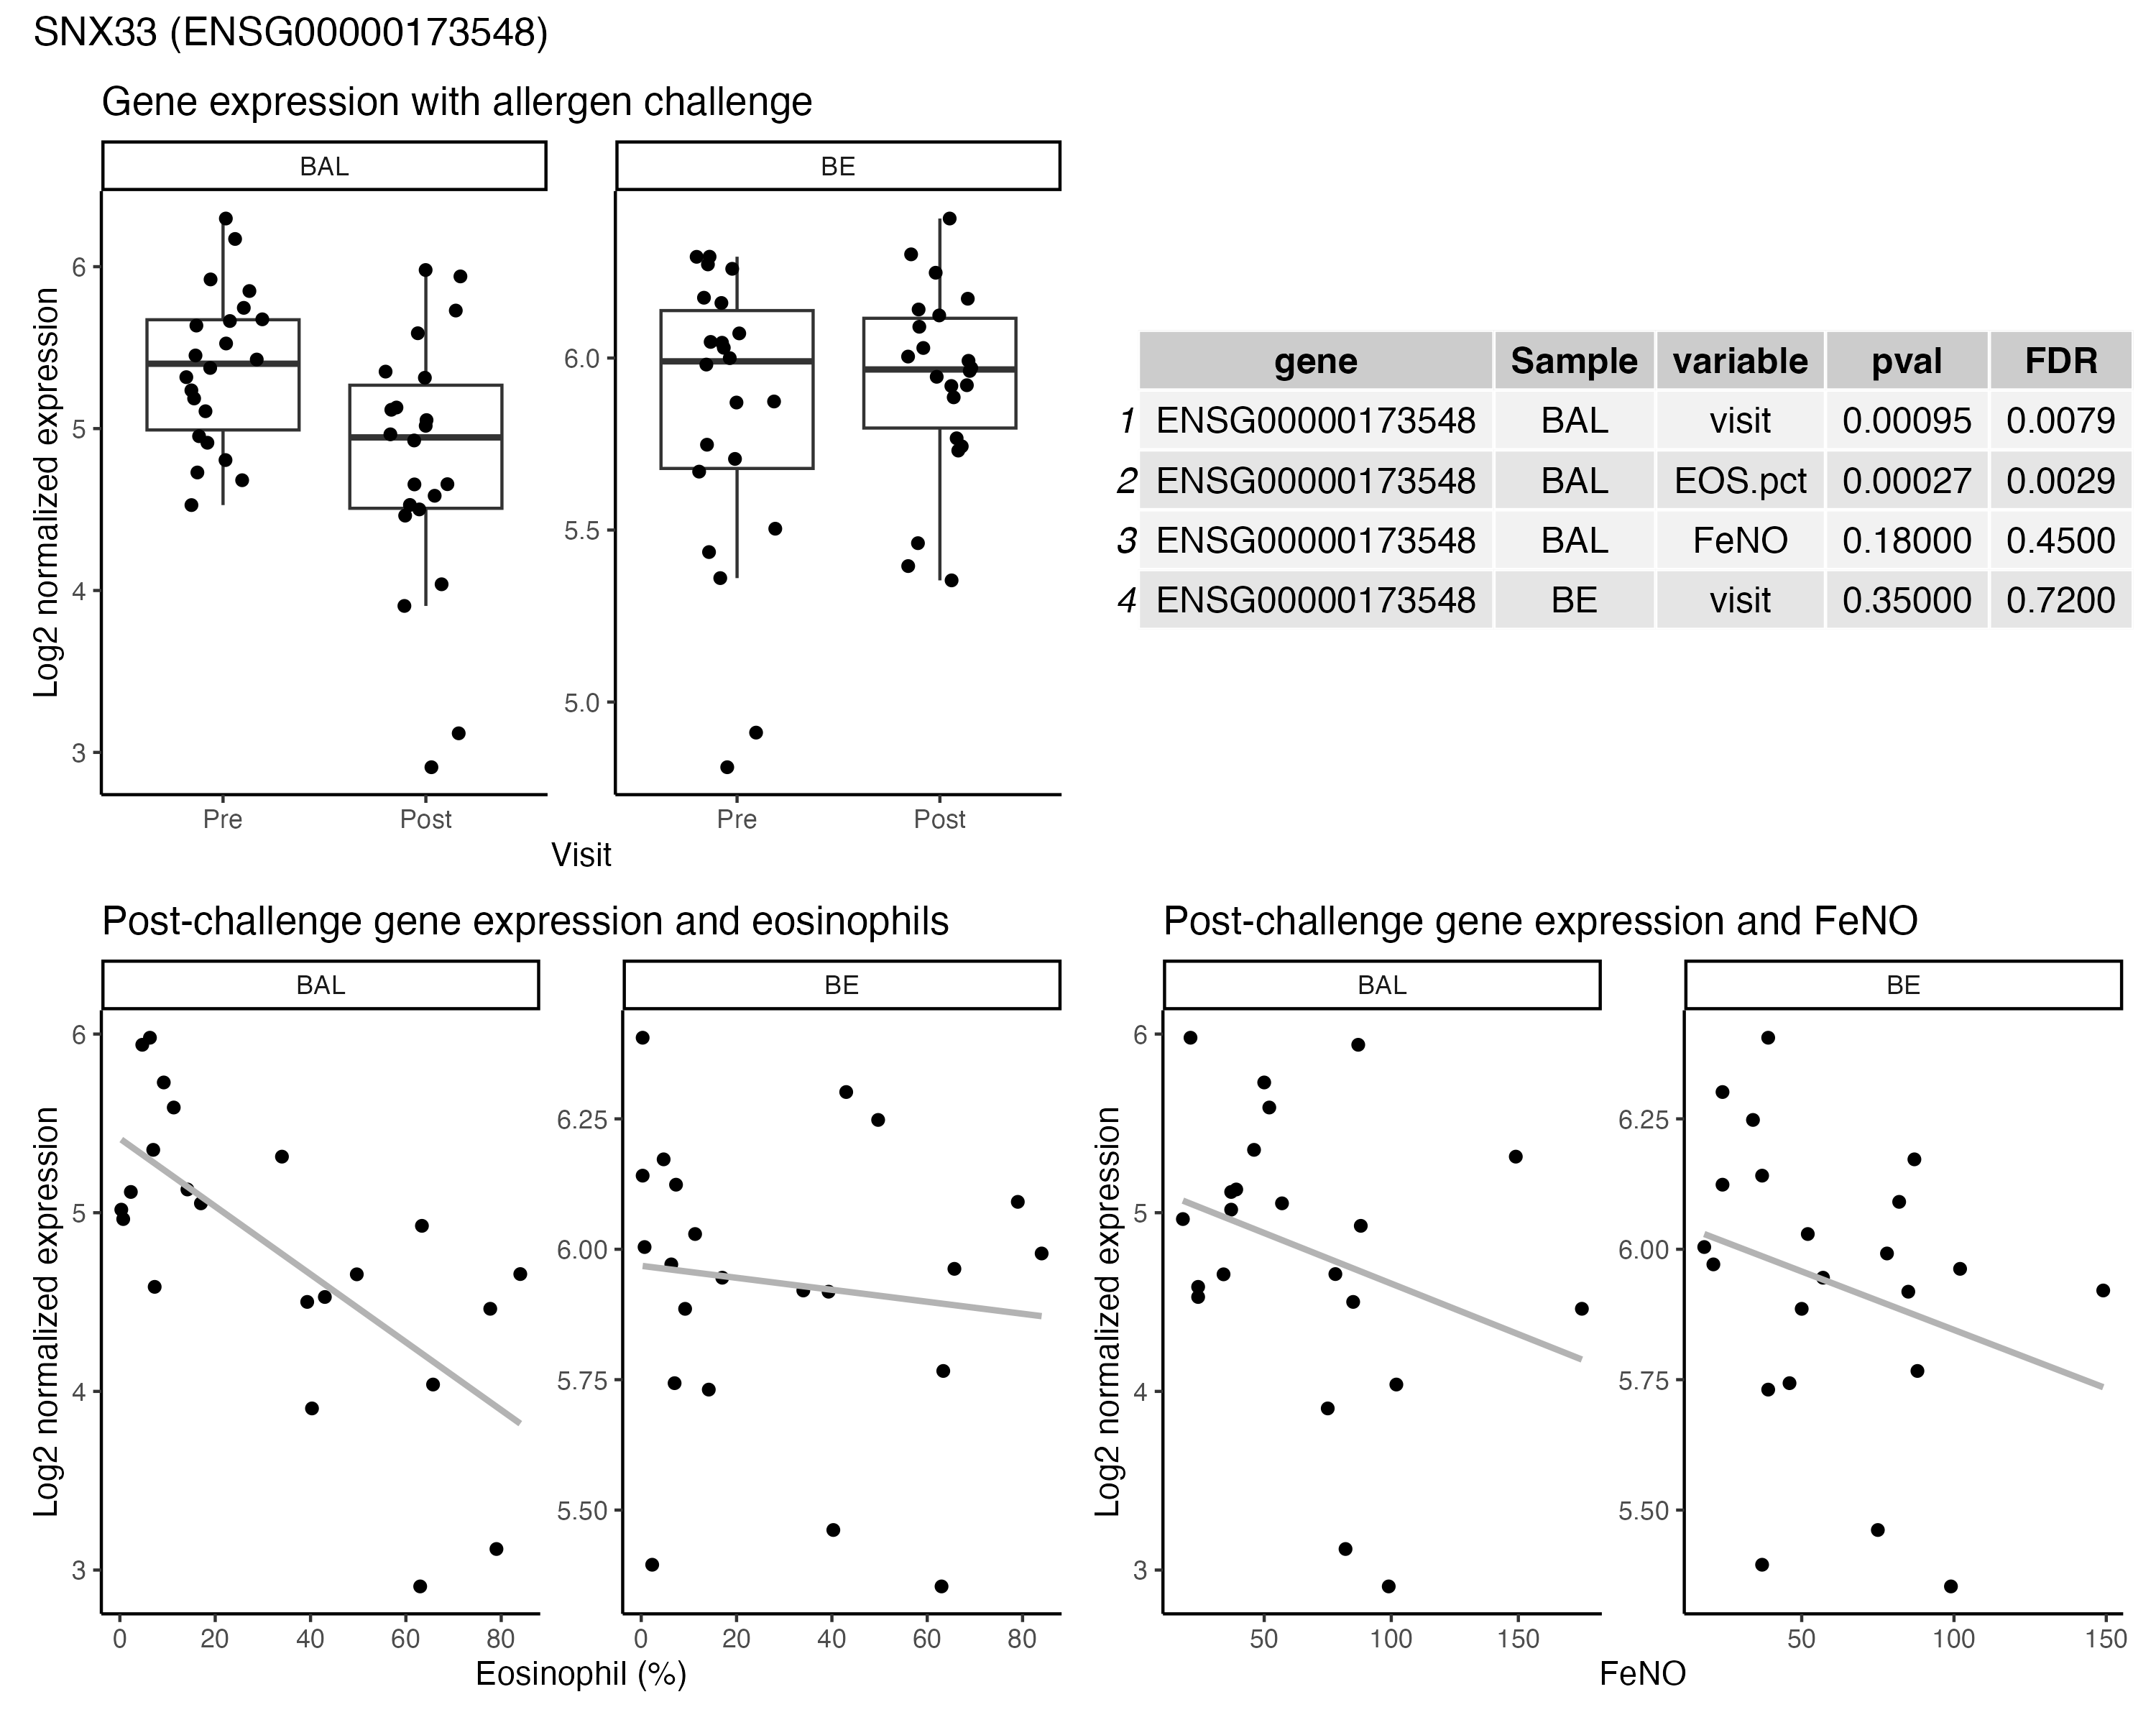 SNX33 (ENSG00000173548)
Gene expression with allergen challenge
BAL
BE
Log2 normalized expression
6
5
4
3
6.0
5.5
5.0
Pre
Post
Pre
Post
Visit
gene Sample variable pval FDR
1 ENSG00000173548 BAL visit 0.00095 0.0079
2 ENSG00000173548 BAL EOS.pct 0.00027 0.0029
3 ENSG00000173548 BAL FeNO 0.18000 0.4500
4 ENSG00000173548 BE visit 0.35000 0.7200
Post-challenge gene expression and eosinophils
BAL
BE
Log2 normalized expression
6
5
4
3
6.25
6.00
5.75
5.50
0 20 40 60 80
0 20 40 60 80
Eosinophil (%)
Post-challenge gene expression and FeNO
BAL
BE
Log2 normalized expression
6
5
4
3
6.25
6.00
5.75
5.50
50 100 150
50 100 150
FeNO